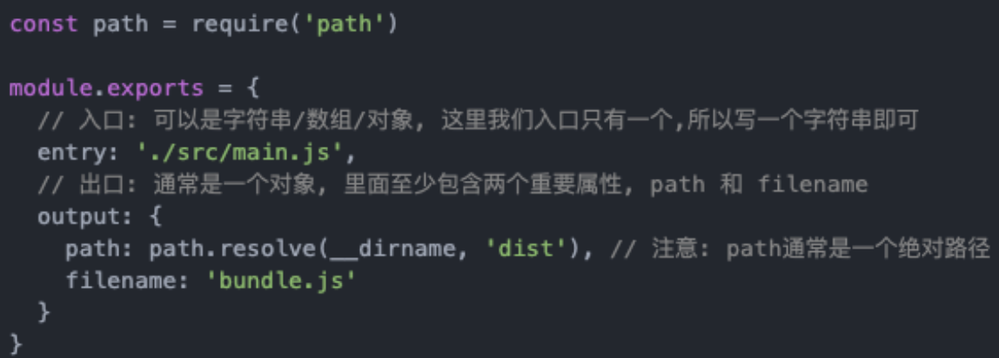 const path = require('path')
module.exports = {
// 入口: 可以是字符串/数组/对象, 这里我们入口只有一个,所以写一个字符串即可
entry: './src/main.js',
// 出口: 通常是一个对象, 里面至少包含两个重要属性, path 和 filename
output: {
path: path.resolve(__dirname, 'dist'), // 注意: path通常是一个绝对路径
filename: 'bundle.js'
}
}